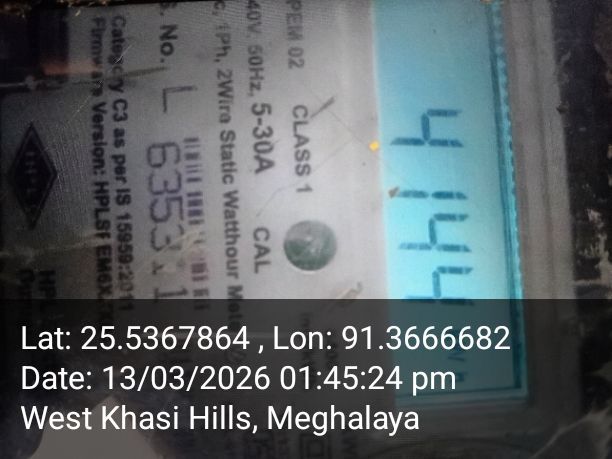 4144
PEM 02 CLASS 1
40V, 50Hz, 5-30A CAL
c, 1Ph, 2Wire Static Watthour
No. L 6353
Category C3 as per IS 15959:2011
Firmware Version:
Lat: 25.5367864 , Lon: 91.3666682
Date: 13/03/2026 01:45:24 pm
West Khasi Hills, Meghalaya